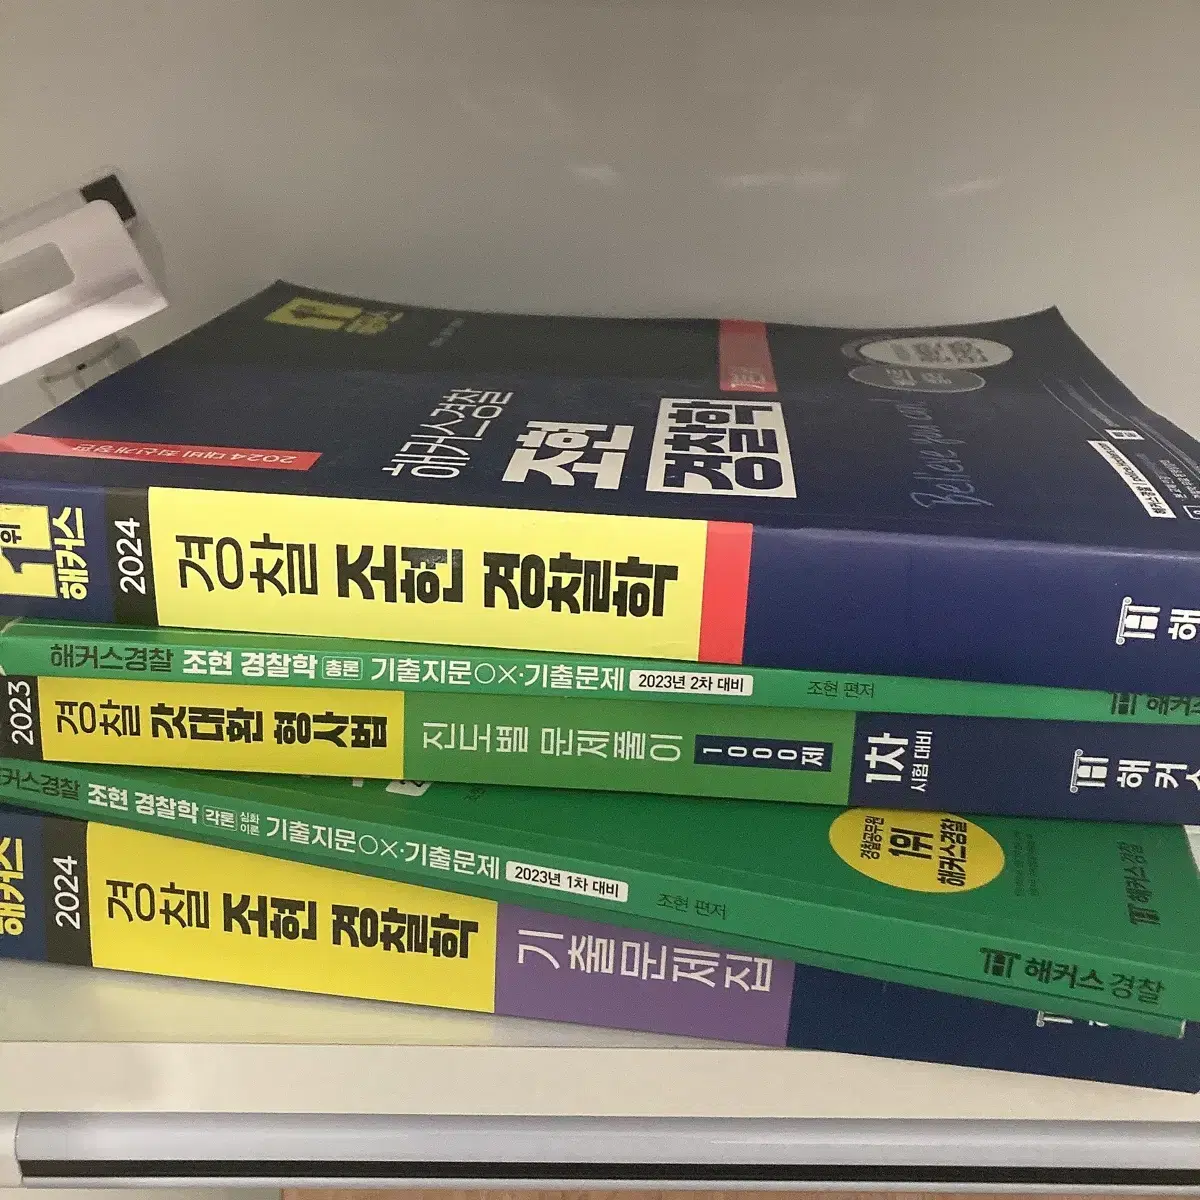 해커스경찰
조현
경찰학
2024 대비 최신개정판
Believe you can!
1위
해커스
2024
경찰 조현 경찰학
해
해커스경찰 조현 경찰학 총론 기출지문○×·기출문제 2023년 2차 대비 조현 편저
해커스
2023
경찰 갓대환 형사법 진도별 문제풀이 1000제 1차 시험 대비
해커스
해커스경찰 조현 경찰학 각론 심화이론 기출지문○×·기출문제 2023년 1차 대비 조현 편저
해커스경찰
경찰공무원
1위
해커스경찰
해커스경찰
해커스
2024
경찰 조현 경찰학 기출문제집